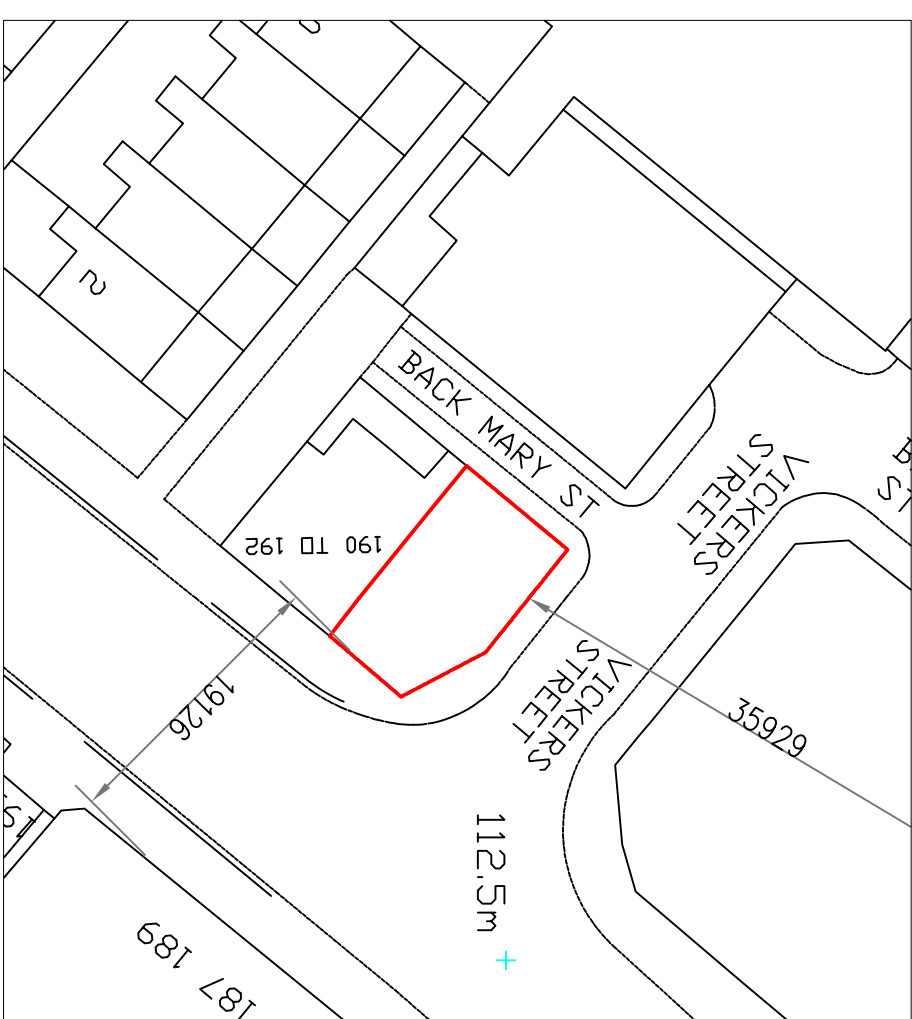 2
BACK MARY ST
VICKERS
STREET
190 TO 192
VICKERS
STREET
19126
35929
112.5m
189
187